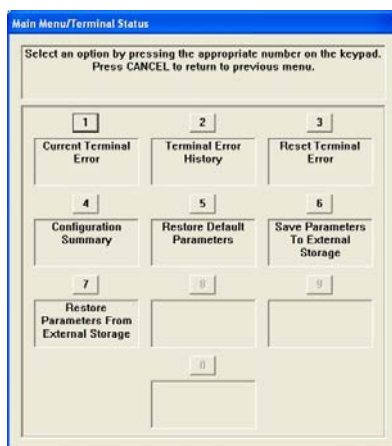 Main Menu/Terminal Status
Select an option by pressing the appropriate number on the keypad.
Press CANCEL to return to previous menu.
1 2 3
Current Terminal Error
Terminal Error History
Reset Terminal Error
4 5 6
Configuration Summary
Restore Default Parameters
Save Parameters To External Storage
7 8 9
Restore Parameters From External Storage
0